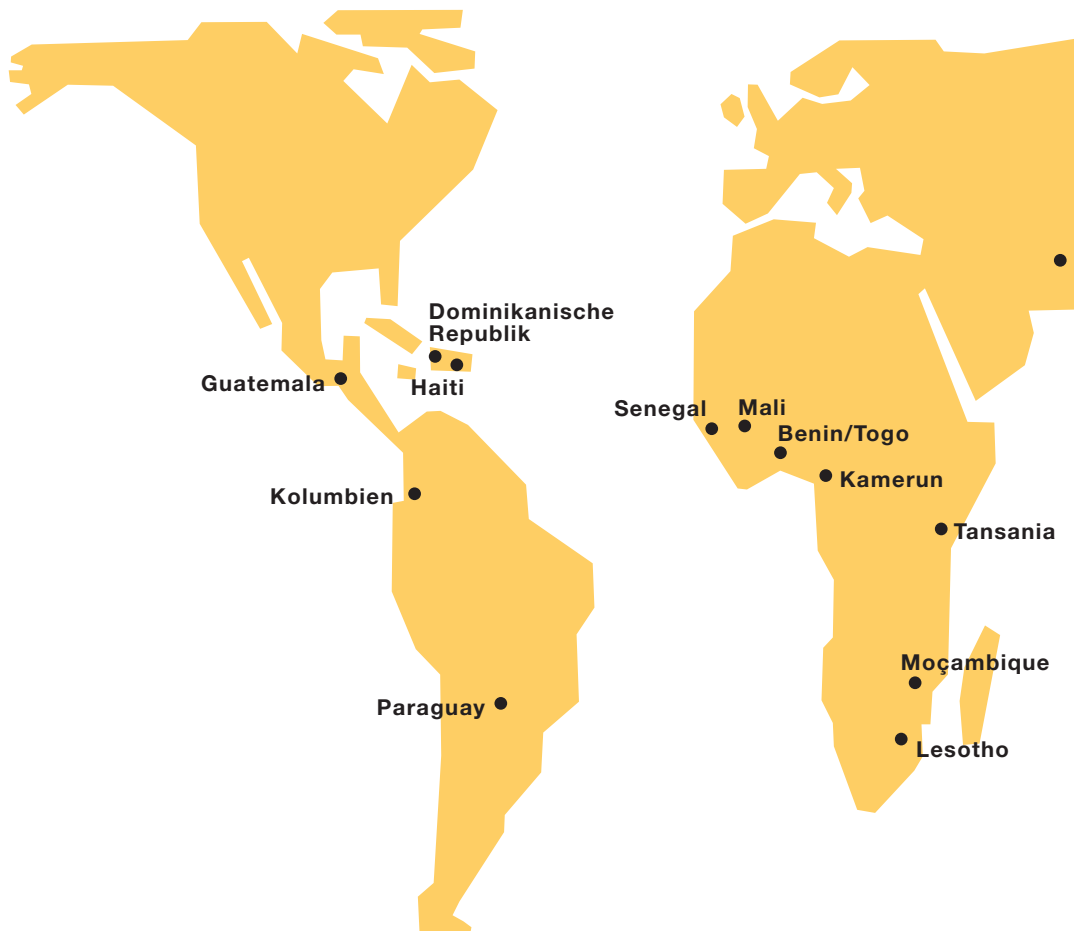 Dominikanische
Republik
Guatemala
Haiti
Senegal
Mali
Benin/Togo
Kamerun
Kolumbien
Tansania
Moçambique
Paraguay
Lesotho